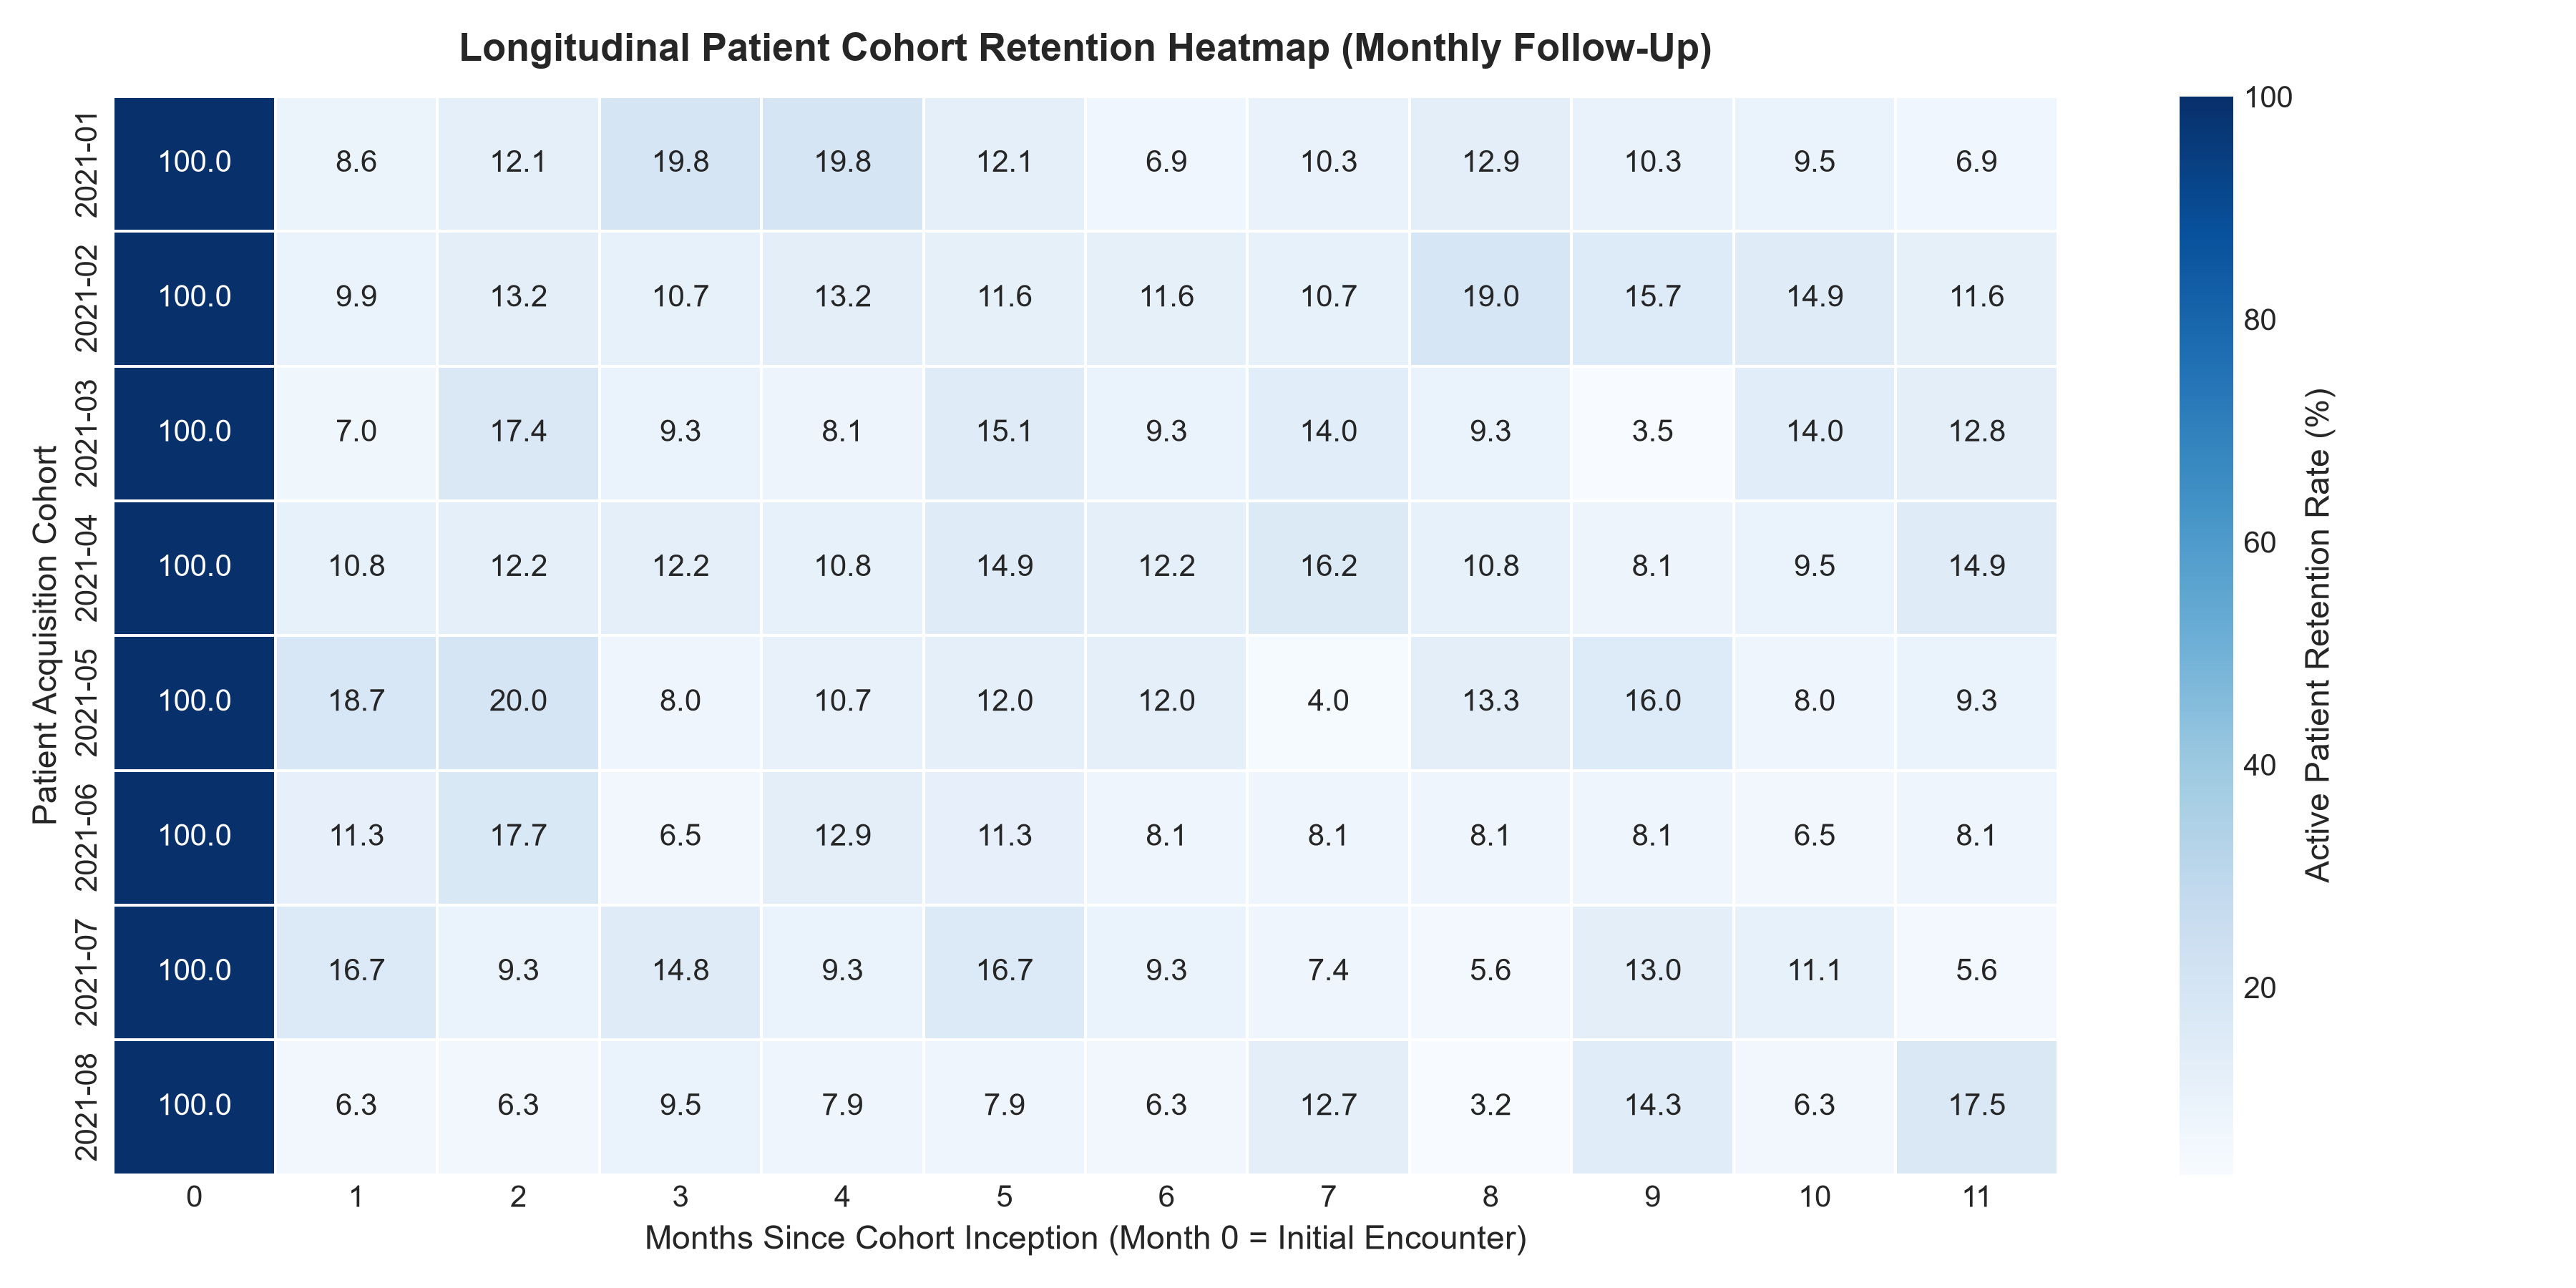 Longitudinal Patient Cohort Retention Heatmap (Monthly Follow-Up)
Patient Acquisition Cohort
2021-01 100.0 8.6 12.1 19.8 19.8 12.1 6.9 10.3 12.9 10.3 9.5 6.9
2021-02 100.0 9.9 13.2 10.7 13.2 11.6 11.6 10.7 19.0 15.7 14.9 11.6
2021-03 100.0 7.0 17.4 9.3 8.1 15.1 9.3 14.0 9.3 3.5 14.0 12.8
2021-04 100.0 10.8 12.2 12.2 10.8 14.9 12.2 16.2 10.8 8.1 9.5 14.9
2021-05 100.0 18.7 20.0 8.0 10.7 12.0 12.0 4.0 13.3 16.0 8.0 9.3
2021-06 100.0 11.3 17.7 6.5 12.9 11.3 8.1 8.1 8.1 8.1 6.5 8.1
2021-07 100.0 16.7 9.3 14.8 9.3 16.7 9.3 7.4 5.6 13.0 11.1 5.6
2021-08 100.0 6.3 6.3 9.5 7.9 7.9 6.3 12.7 3.2 14.3 6.3 17.5
0 1 2 3 4 5 6 7 8 9 10 11
Months Since Cohort Inception (Month 0 = Initial Encounter)
100
80
60
40
20
Active Patient Retention Rate (%)